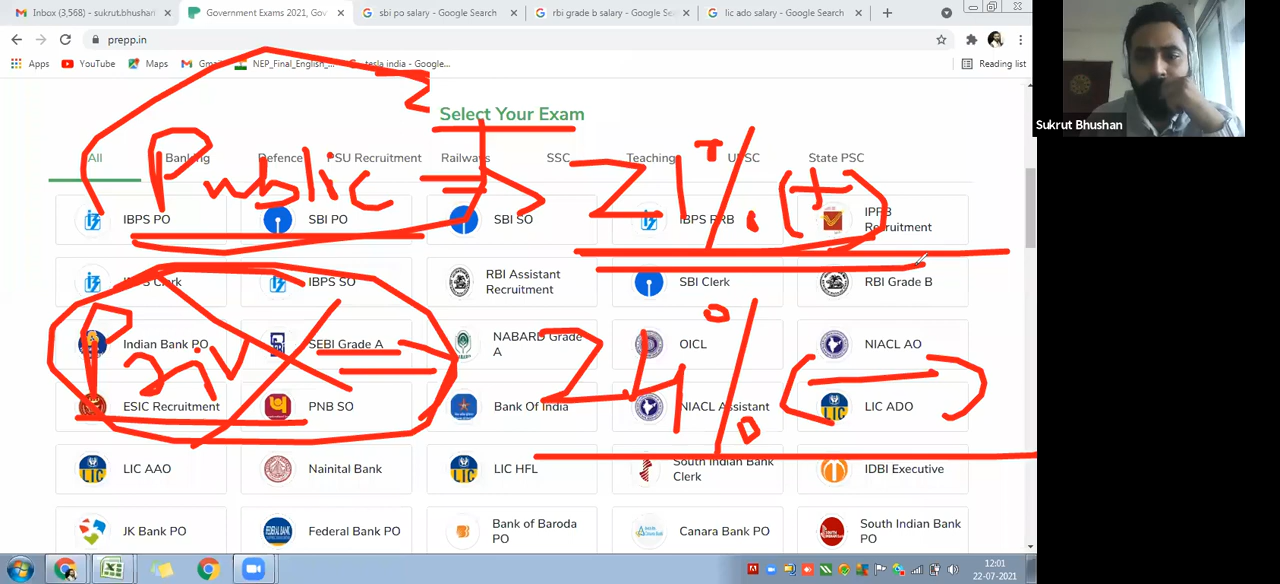 Inbox (3,568) - sukrut.bhushan
Government Exams 2021, Gov
sbi po salary - Google Search
rbi grade b salary - Google Se
lic ado salary - Google Search
prepp.in
Apps
YouTube
Maps
NEP_Final_English_...
tesla india - Google...
Reading list
Select Your Exam
All
Banking
Defence
PSU Recruitment
Railways
SSC
Teaching
UPSC
State PSC
Public
21%
(+)
IBPS PO
SBI PO
SBI SO
IBPS RRB
IPPB Recruitment
IBPS Clerk
IBPS SO
RBI Assistant Recruitment
SBI Clerk
RBI Grade B
Priv
24%
(-)
Indian Bank PO
SEBI Grade A
NABARD Grade A
OICL
NIACL AO
ESIC Recruitment
PNB SO
Bank Of India
NIACL Assistant
LIC ADO
LIC AAO
Nainital Bank
LIC HFL
South Indian Bank Clerk
IDBI Executive
JK Bank PO
Federal Bank PO
Bank of Baroda PO
Canara Bank PO
South Indian Bank PO
Sukrut Bhushan
12:01
22-07-2021